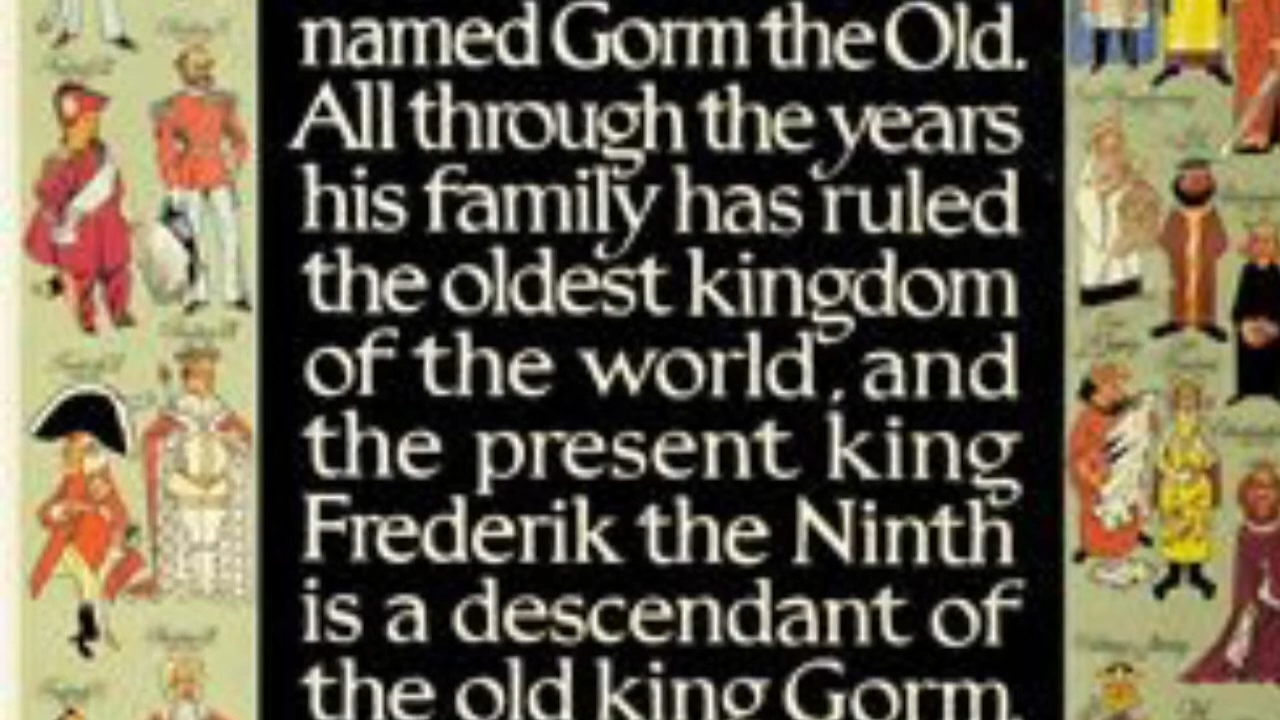 named Gorm the Old.
All through the years
his family has ruled
the oldest kingdom
of the world, and
the present king
Frederik the Ninth
is a descendant of
the old king Gorm.